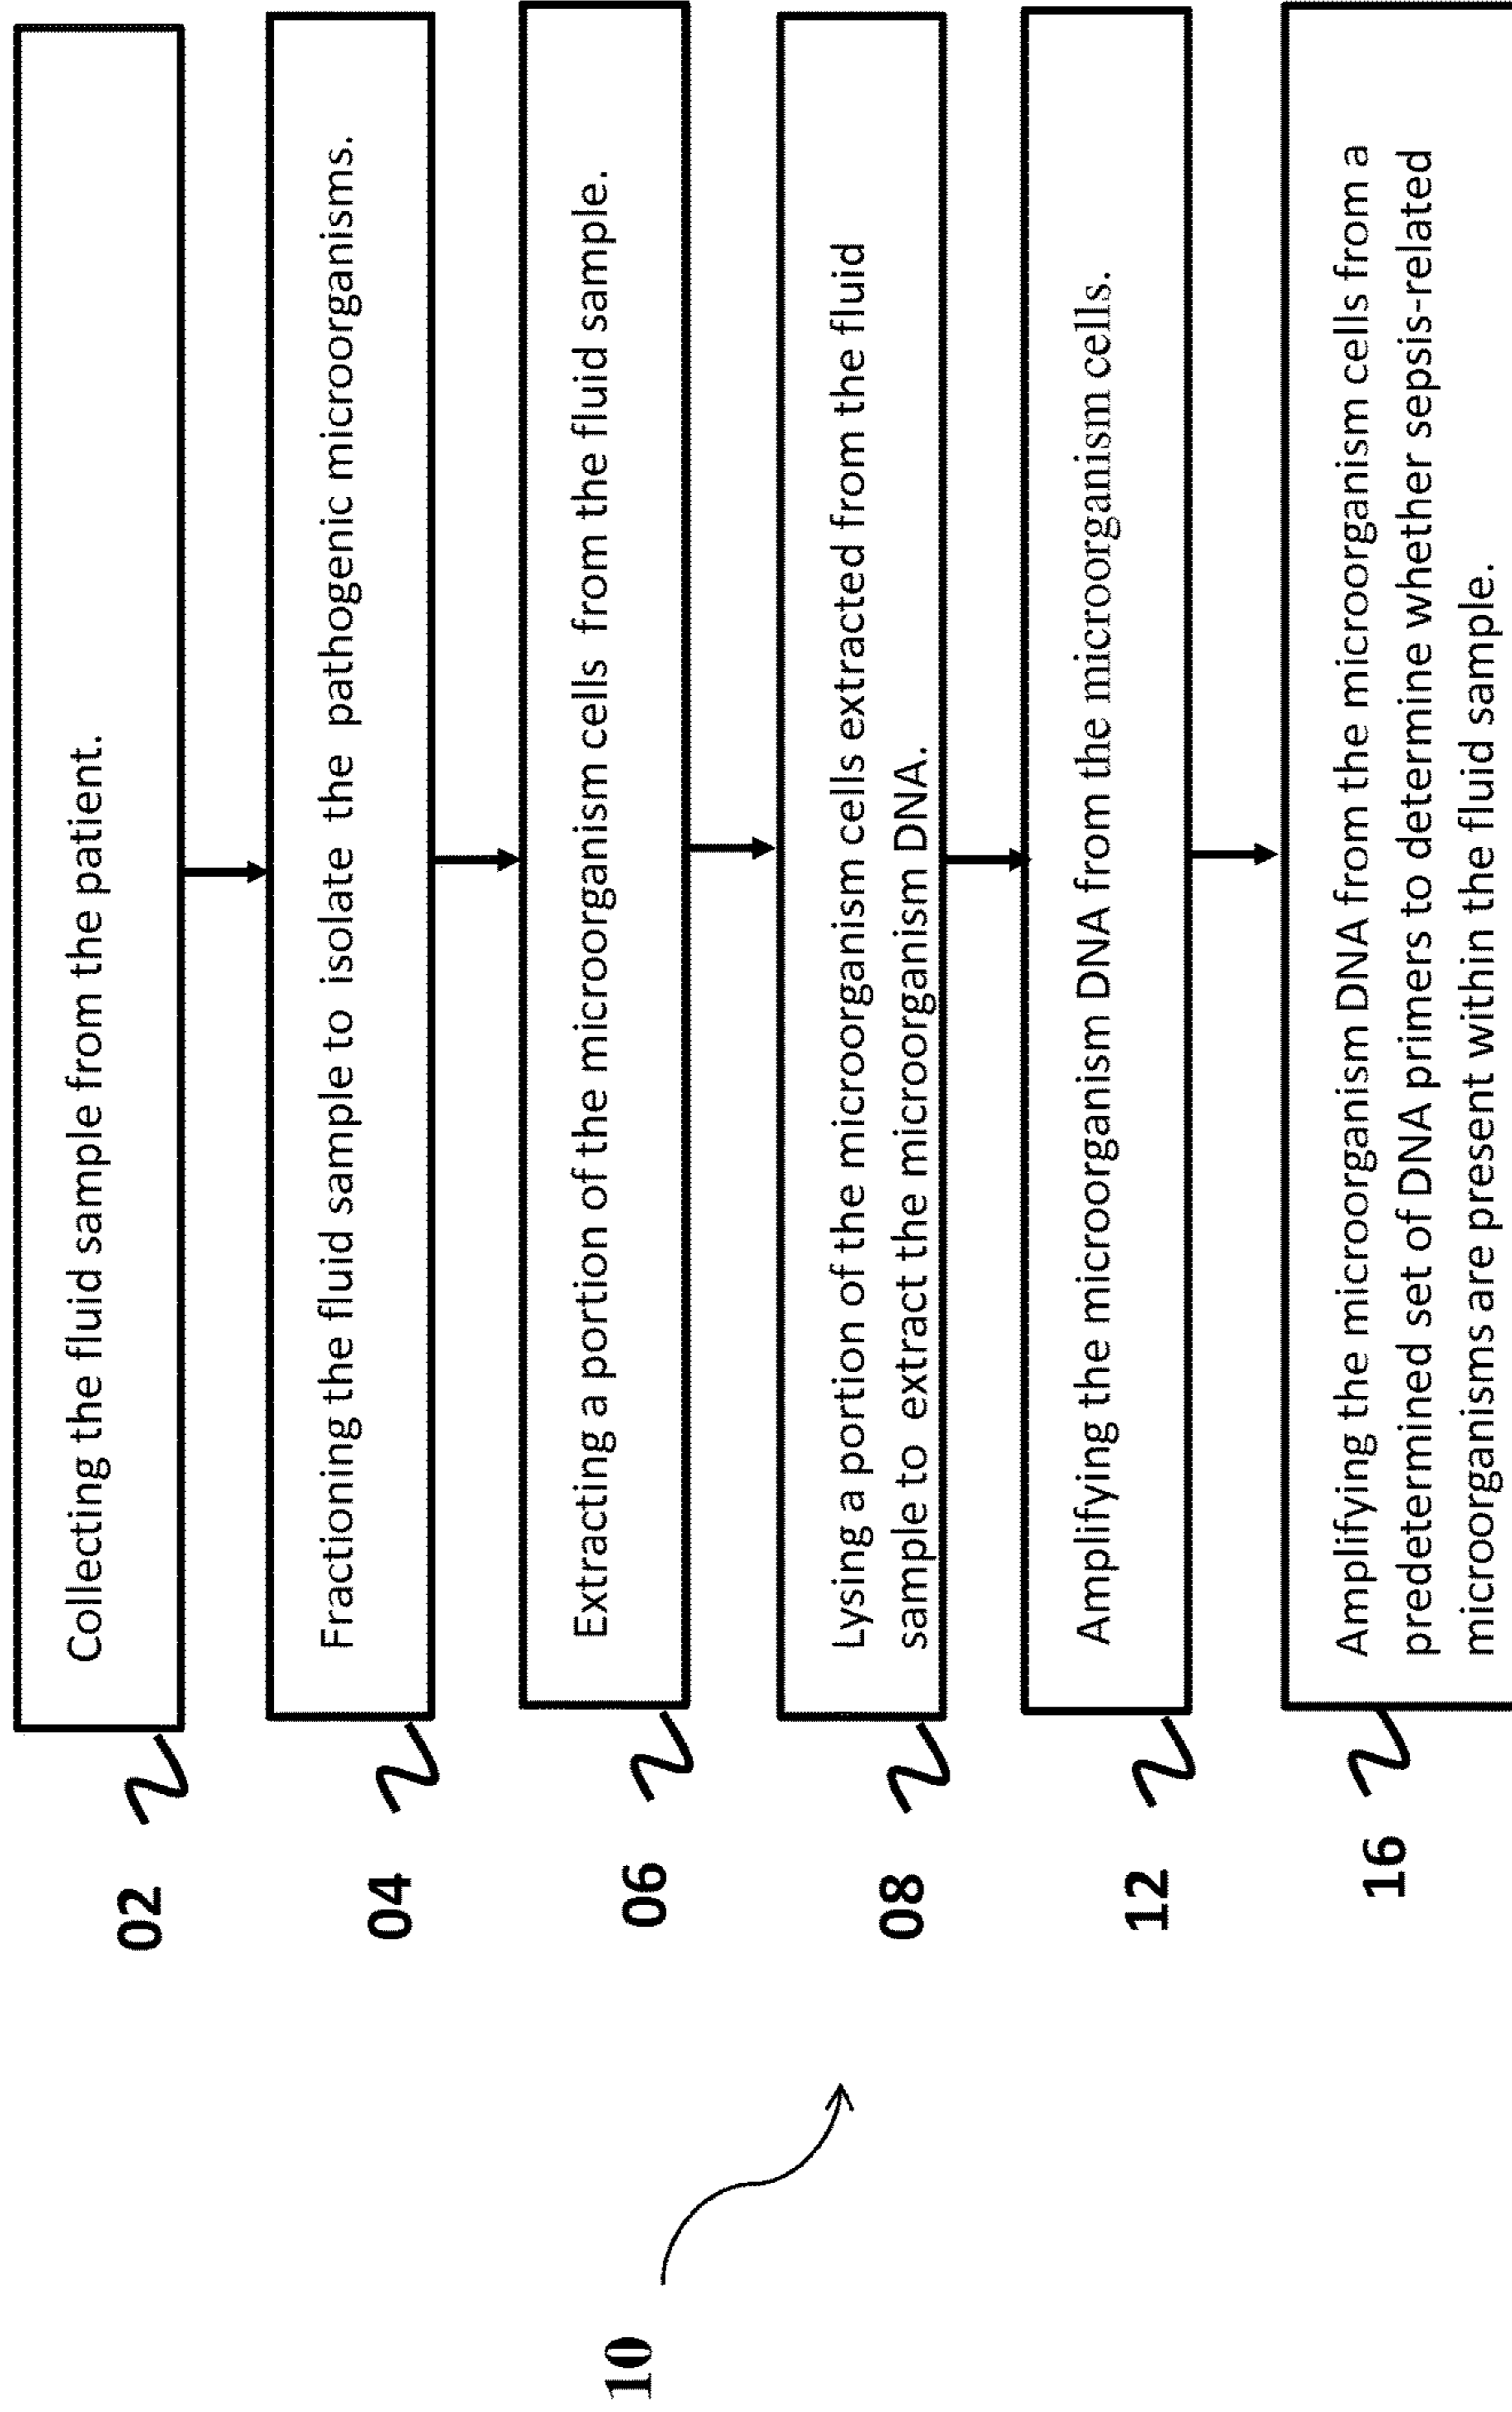 10
02
Collecting the fluid sample from the patient.
04
Fractioning the fluid sample to isolate the pathogenic microorganisms.
06
Extracting a portion of the microorganism cells from the fluid sample.
08
Lysing a portion of the microorganism cells extracted from the fluid
sample to extract the microorganism DNA.
12
Amplifying the microorganism DNA from the microorganism cells.
16
Amplifying the microorganism DNA from the microorganism cells from a
predetermined set of DNA primers to determine whether sepsis-related
microorganisms are present within the fluid sample.